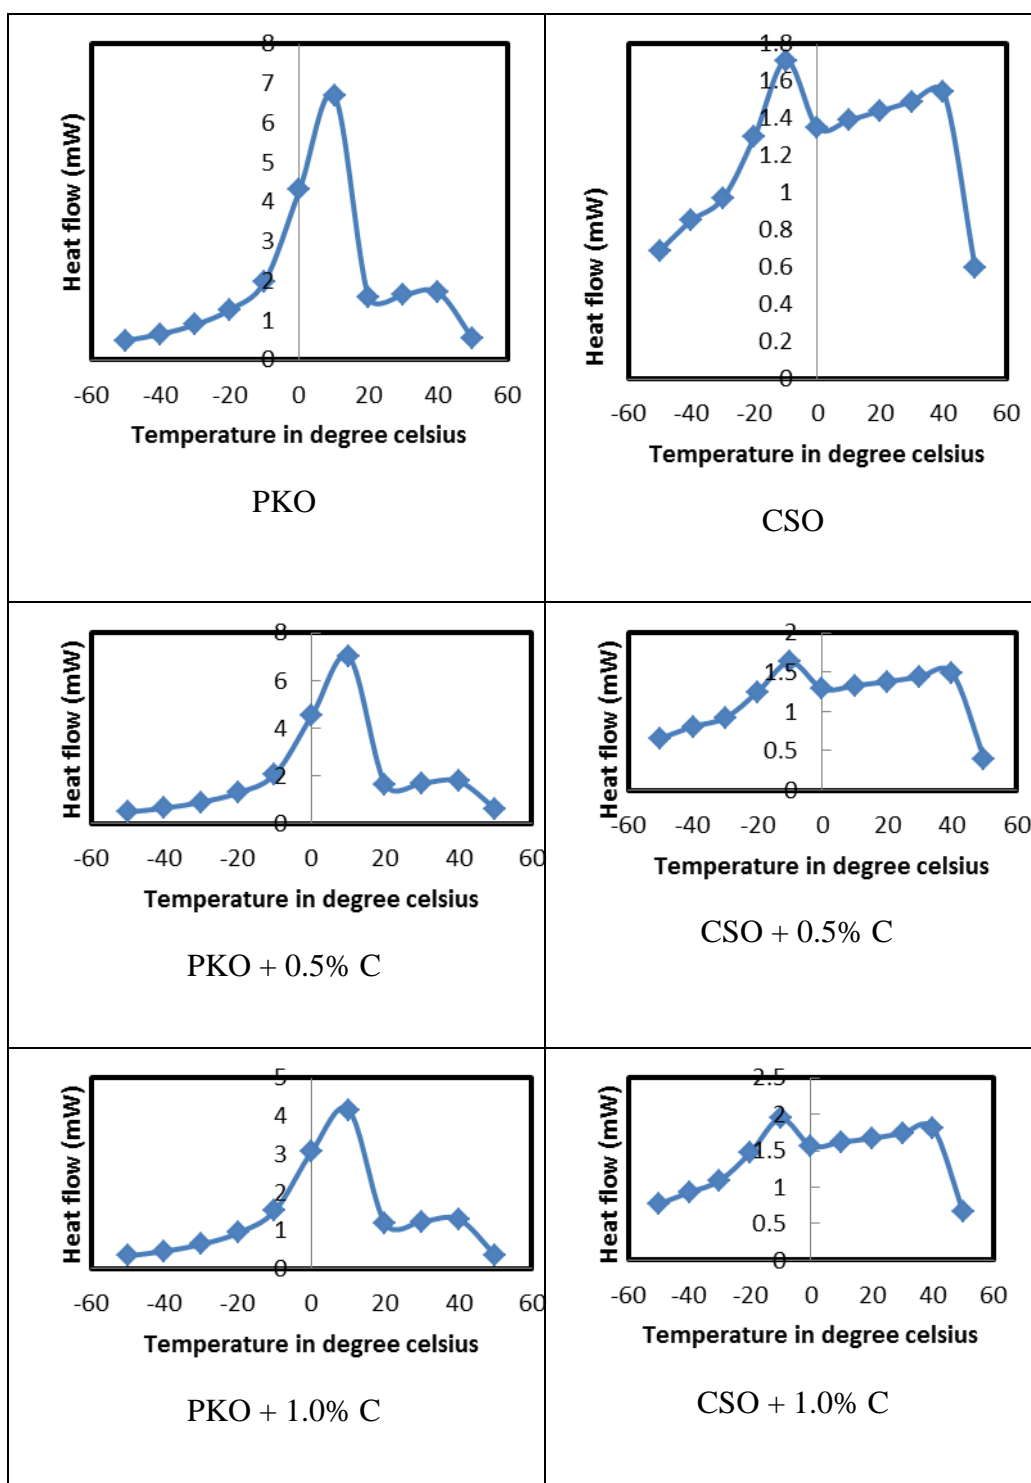 8
7
6
5
4
3
2
1
0
-60 -40 -20 0 20 40 60
Heat flow (mW)
Temperature in degree celsius
PKO
1.8
1.6
1.4
1.2
1
0.8
0.6
0.4
0.2
0
-60 -40 -20 0 20 40 60
Heat flow (mW)
Temperature in degree celsius
CSO
8
6
4
2
0
-60 -40 -20 0 20 40 60
Heat flow (mW)
Temperature in degree celsius
PKO + 0.5% C
2
1.5
1
0.5
0
-60 -40 -20 0 20 40 60
Heat flow (mW)
Temperature in degree celsius
CSO + 0.5% C
5
4
3
2
1
0
-60 -40 -20 0 20 40 60
Heat flow (mW)
Temperature in degree celsius
PKO + 1.0% C
2.5
2
1.5
1
0.5
0
-60 -40 -20 0 20 40 60
Heat flow (mW)
Temperature in degree celsius
CSO + 1.0% C